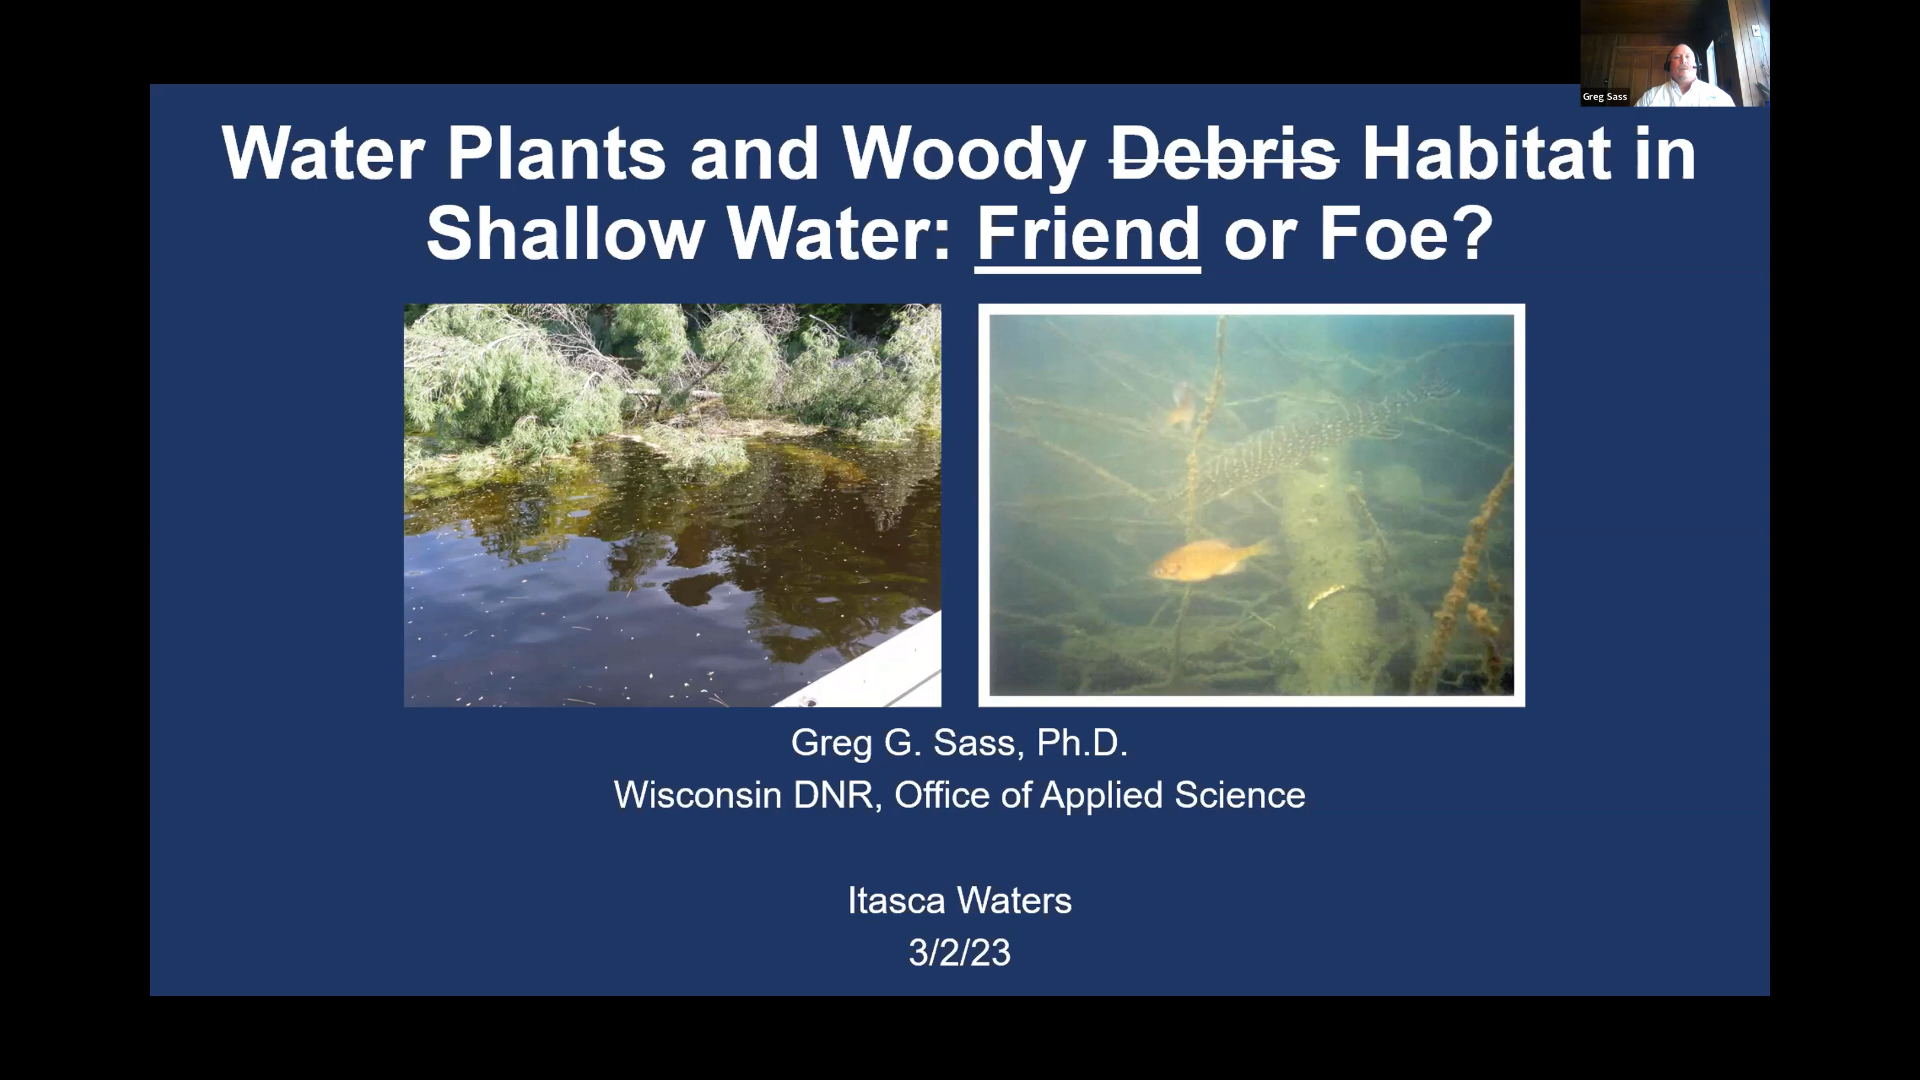 Greg Sass
Water Plants and Woody Debris Habitat in
Shallow Water: Friend or Foe?
Greg G. Sass, Ph.D.
Wisconsin DNR, Office of Applied Science
Itasca Waters
3/2/23